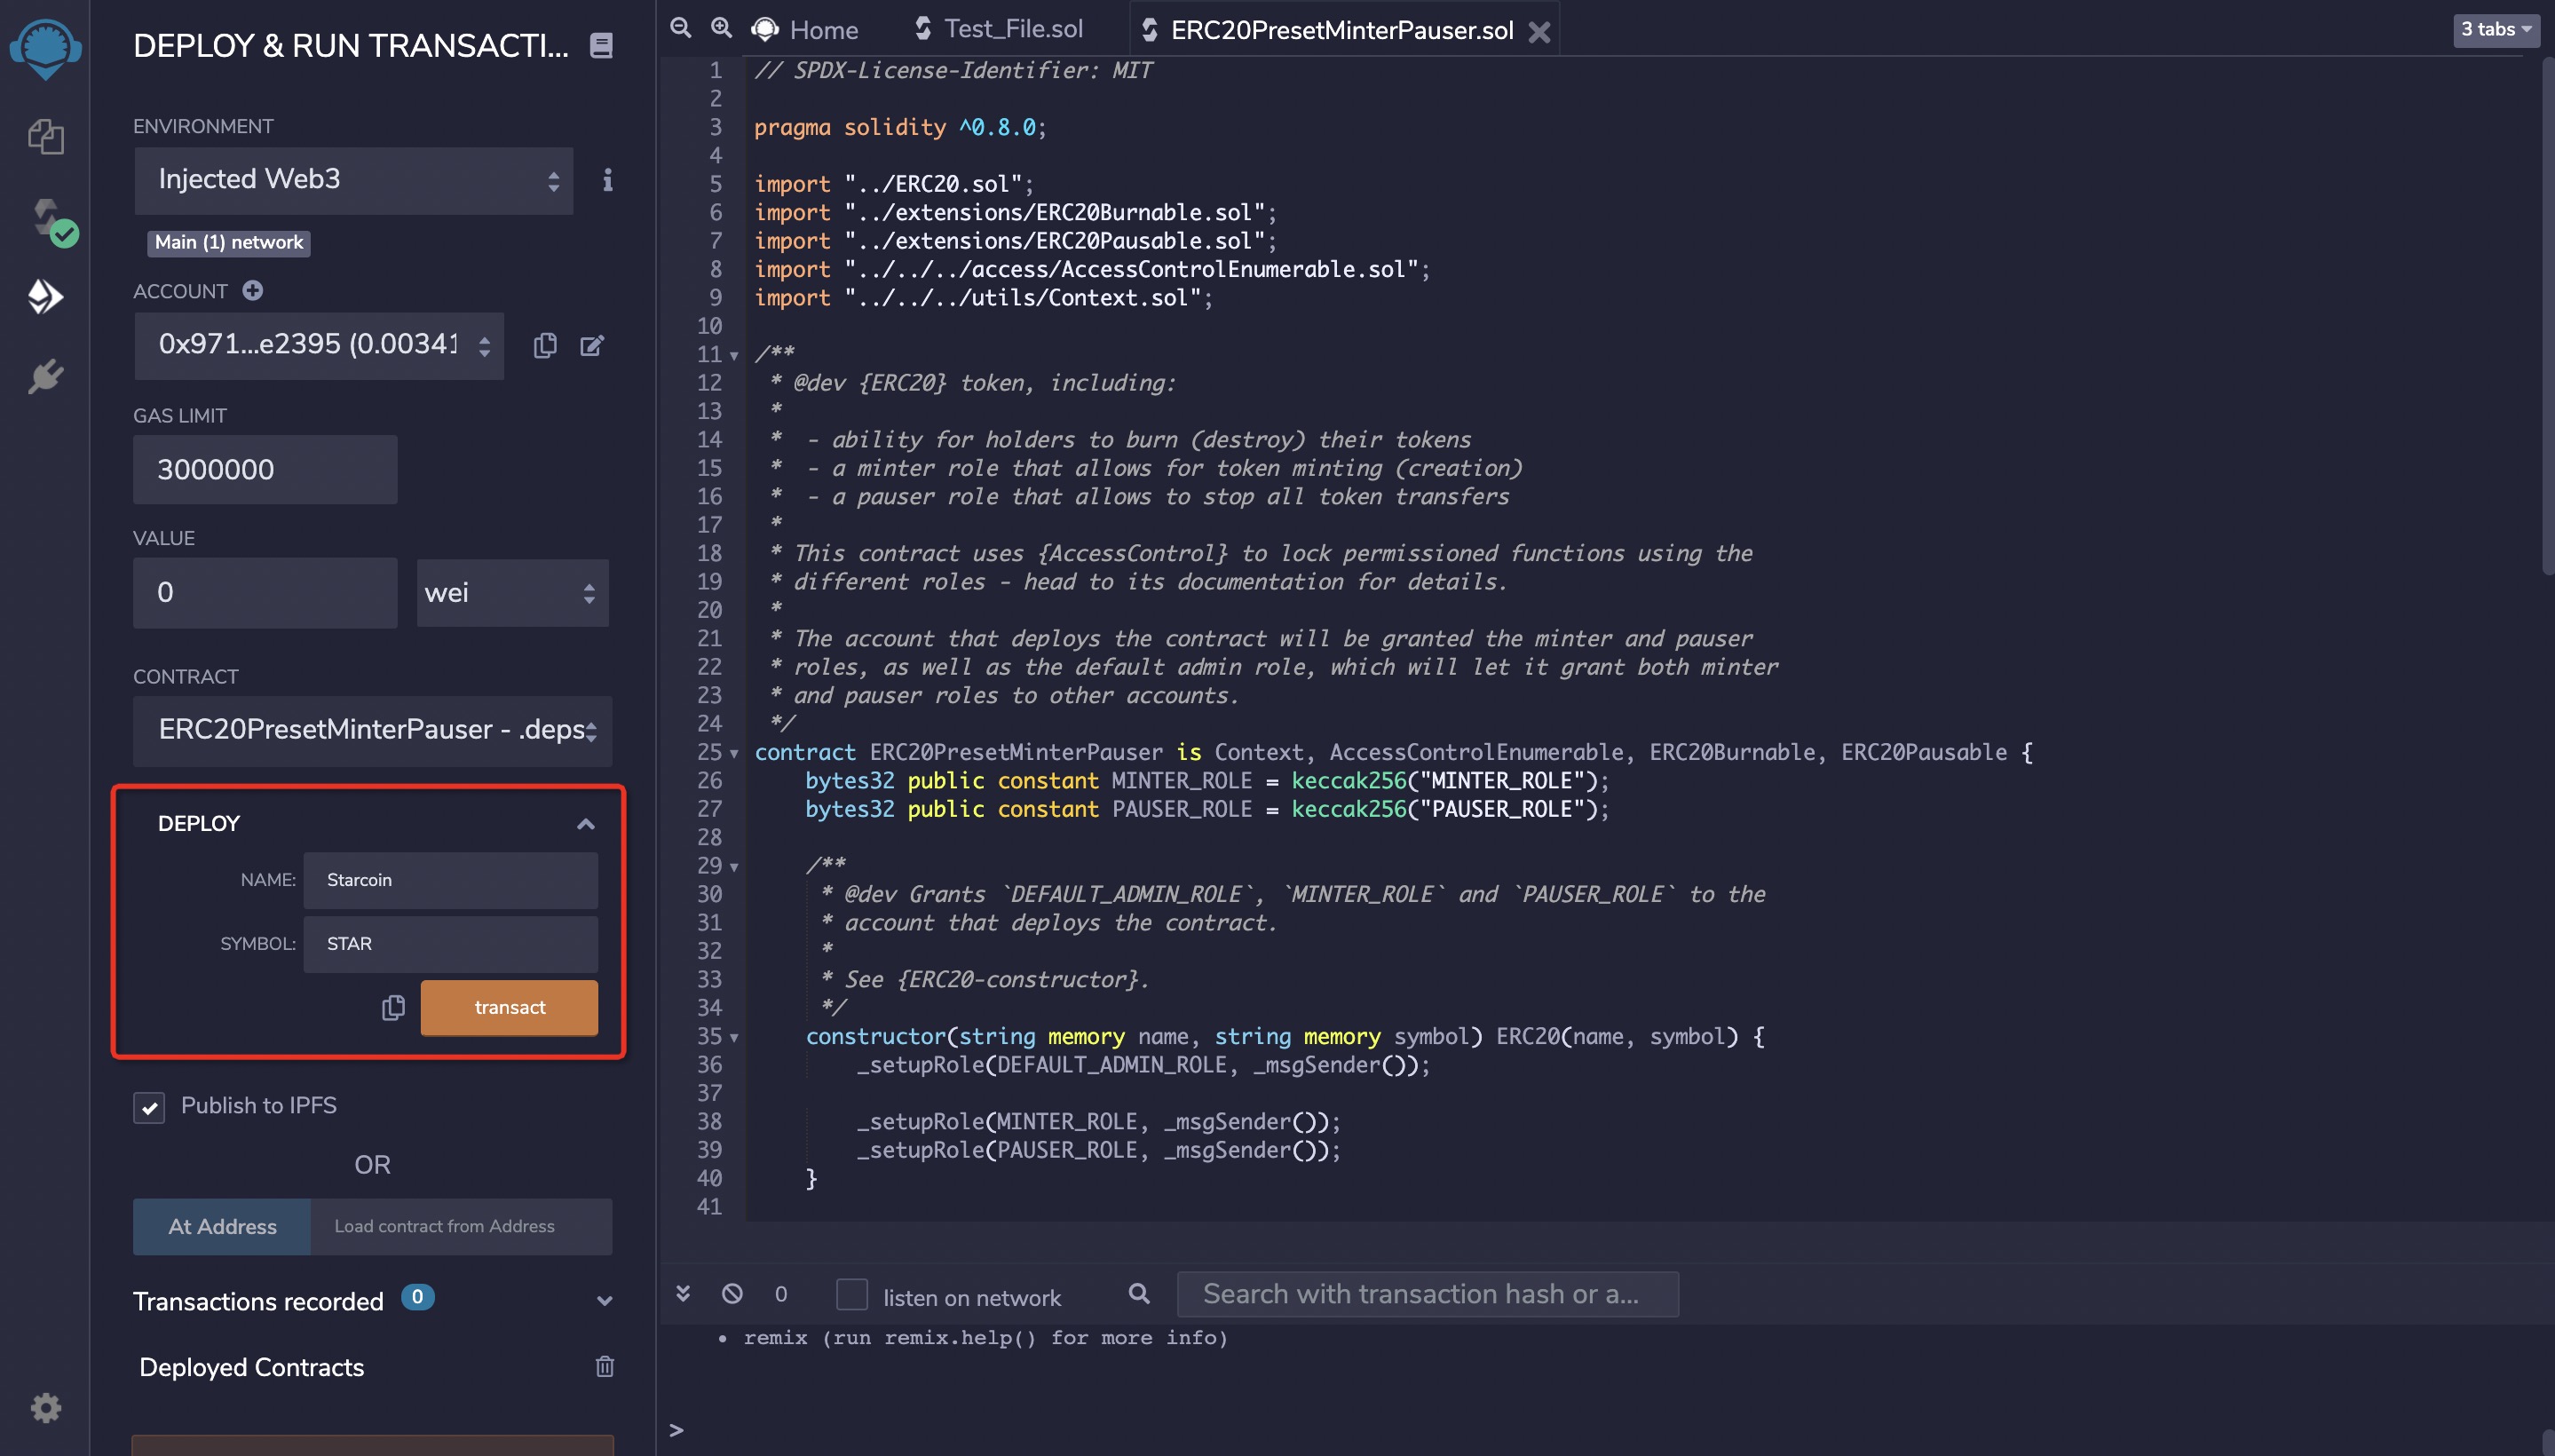 DEPLOY & RUN TRANSACTI...
ENVIRONMENT
Injected Web3
Main (1) network
ACCOUNT
0x971...e2395 (0.00341
GAS LIMIT
3000000
VALUE
0
wei
CONTRACT
ERC20PresetMinterPauser - .deps
DEPLOY
NAME: Starcoin
SYMBOL: STAR
transact
Publish to IPFS
OR
At Address
Load contract from Address
Transactions recorded 0
Deployed Contracts
Home
Test_File.sol
ERC20PresetMinterPauser.sol
3 tabs
1 // SPDX-License-Identifier: MIT
2
3 pragma solidity ^0.8.0;
4
5 import "../ERC20.sol";
6 import "../extensions/ERC20Burnable.sol";
7 import "../extensions/ERC20Pausable.sol";
8 import "../../../access/AccessControlEnumerable.sol";
9 import "../../../utils/Context.sol";
10
11 /**
12 * @dev {ERC20} token, including:
13 *
14 * - ability for holders to burn (destroy) their tokens
15 * - a minter role that allows for token minting (creation)
16 * - a pauser role that allows to stop all token transfers
17 *
18 * This contract uses {AccessControl} to lock permissioned functions using the
19 * different roles - head to its documentation for details.
20 *
21 * The account that deploys the contract will be granted the minter and pauser
22 * roles, as well as the default admin role, which will let it grant both minter
23 * and pauser roles to other accounts.
24 */
25 contract ERC20PresetMinterPauser is Context, AccessControlEnumerable, ERC20Burnable, ERC20Pausable {
26 bytes32 public constant MINTER_ROLE = keccak256("MINTER_ROLE");
27 bytes32 public constant PAUSER_ROLE = keccak256("PAUSER_ROLE");
28
29 /**
30 * @dev Grants `DEFAULT_ADMIN_ROLE`, `MINTER_ROLE` and `PAUSER_ROLE` to the
31 * account that deploys the contract.
32 *
33 * See {ERC20-constructor}.
34 */
35 constructor(string memory name, string memory symbol) ERC20(name, symbol) {
36 _setupRole(DEFAULT_ADMIN_ROLE, _msgSender());
37
38 _setupRole(MINTER_ROLE, _msgSender());
39 _setupRole(PAUSER_ROLE, _msgSender());
40 }
41
0
listen on network
Search with transaction hash or a...
• remix (run remix.help() for more info)
>